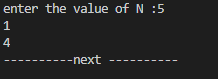 enter the value of N :5
1
4
----------next ----------